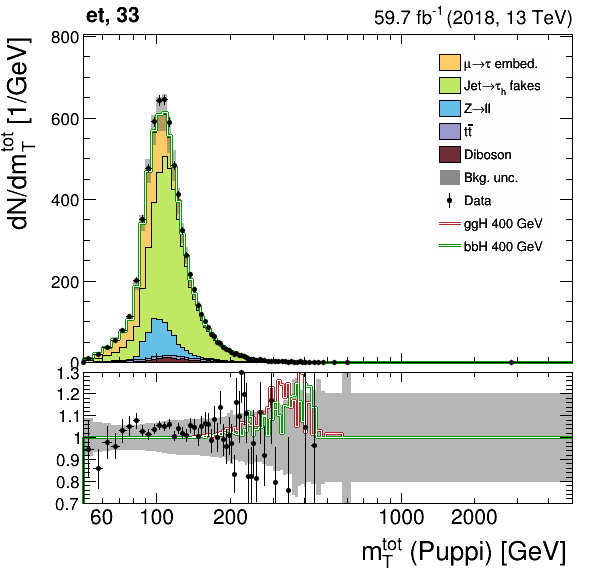 et, 33
59.7 fb⁻¹ (2018, 13 TeV)
dN/dm_T^tot [1/GeV]
800
600
400
200
0
μ→τ embed.
Jet→τ_h fakes
Z→ll
tt̄
Diboson
Bkg. unc.
Data
ggH 400 GeV
bbH 400 GeV
1.3
1.2
1.1
1
0.9
0.8
0.7
60 100 200 1000 2000
m_T^tot (Puppi) [GeV]